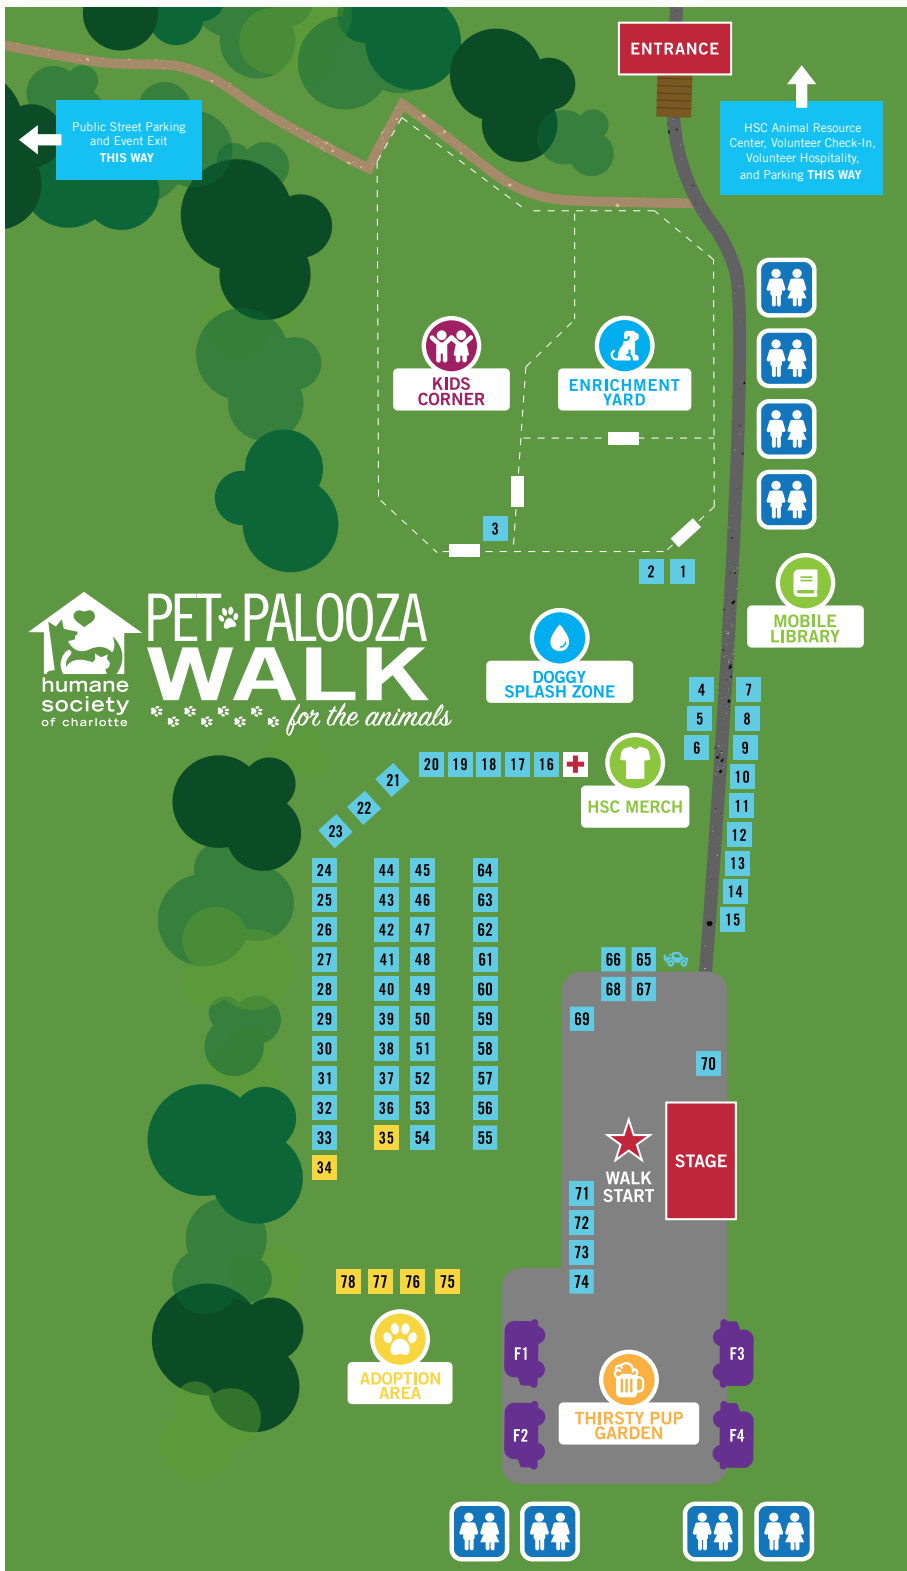 ENTRANCE
Public Street Parking
and Event Exit
THIS WAY
HSC Animal Resource
Center, Volunteer Check-In,
Volunteer Hospitality,
and Parking THIS WAY
KIDS
CORNER
ENRICHMENT
YARD
3
2 1
MOBILE
LIBRARY
humane
society
of charlotte
PET PALOOZA
WALK
for the animals
DOGGY
SPLASH ZONE
4 7
5 8
6 9
10
11
12
13
14
15
HSC MERCH
20 19 18 17 16
21
22
23
24 44 45 64
25 43 46 63
26 42 47 62
27 41 48 61
28 40 49 60
29 39 50 59
30 38 51 58
31 37 52 57
32 36 53 56
33 35 54 55
34
66 65
68 67
69
70
WALK
START
STAGE
71
72
73
74
78 77 76 75
ADOPTION
AREA
F1 F3
THIRSTY PUP
GARDEN
F2 F4